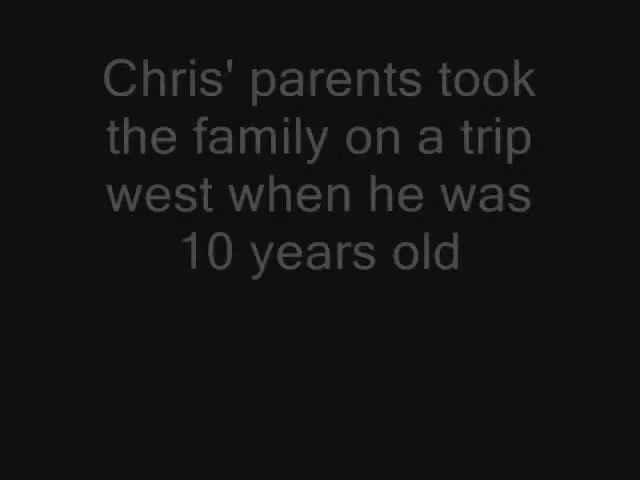 Chris' parents took
the family on a trip
west when he was
10 years old